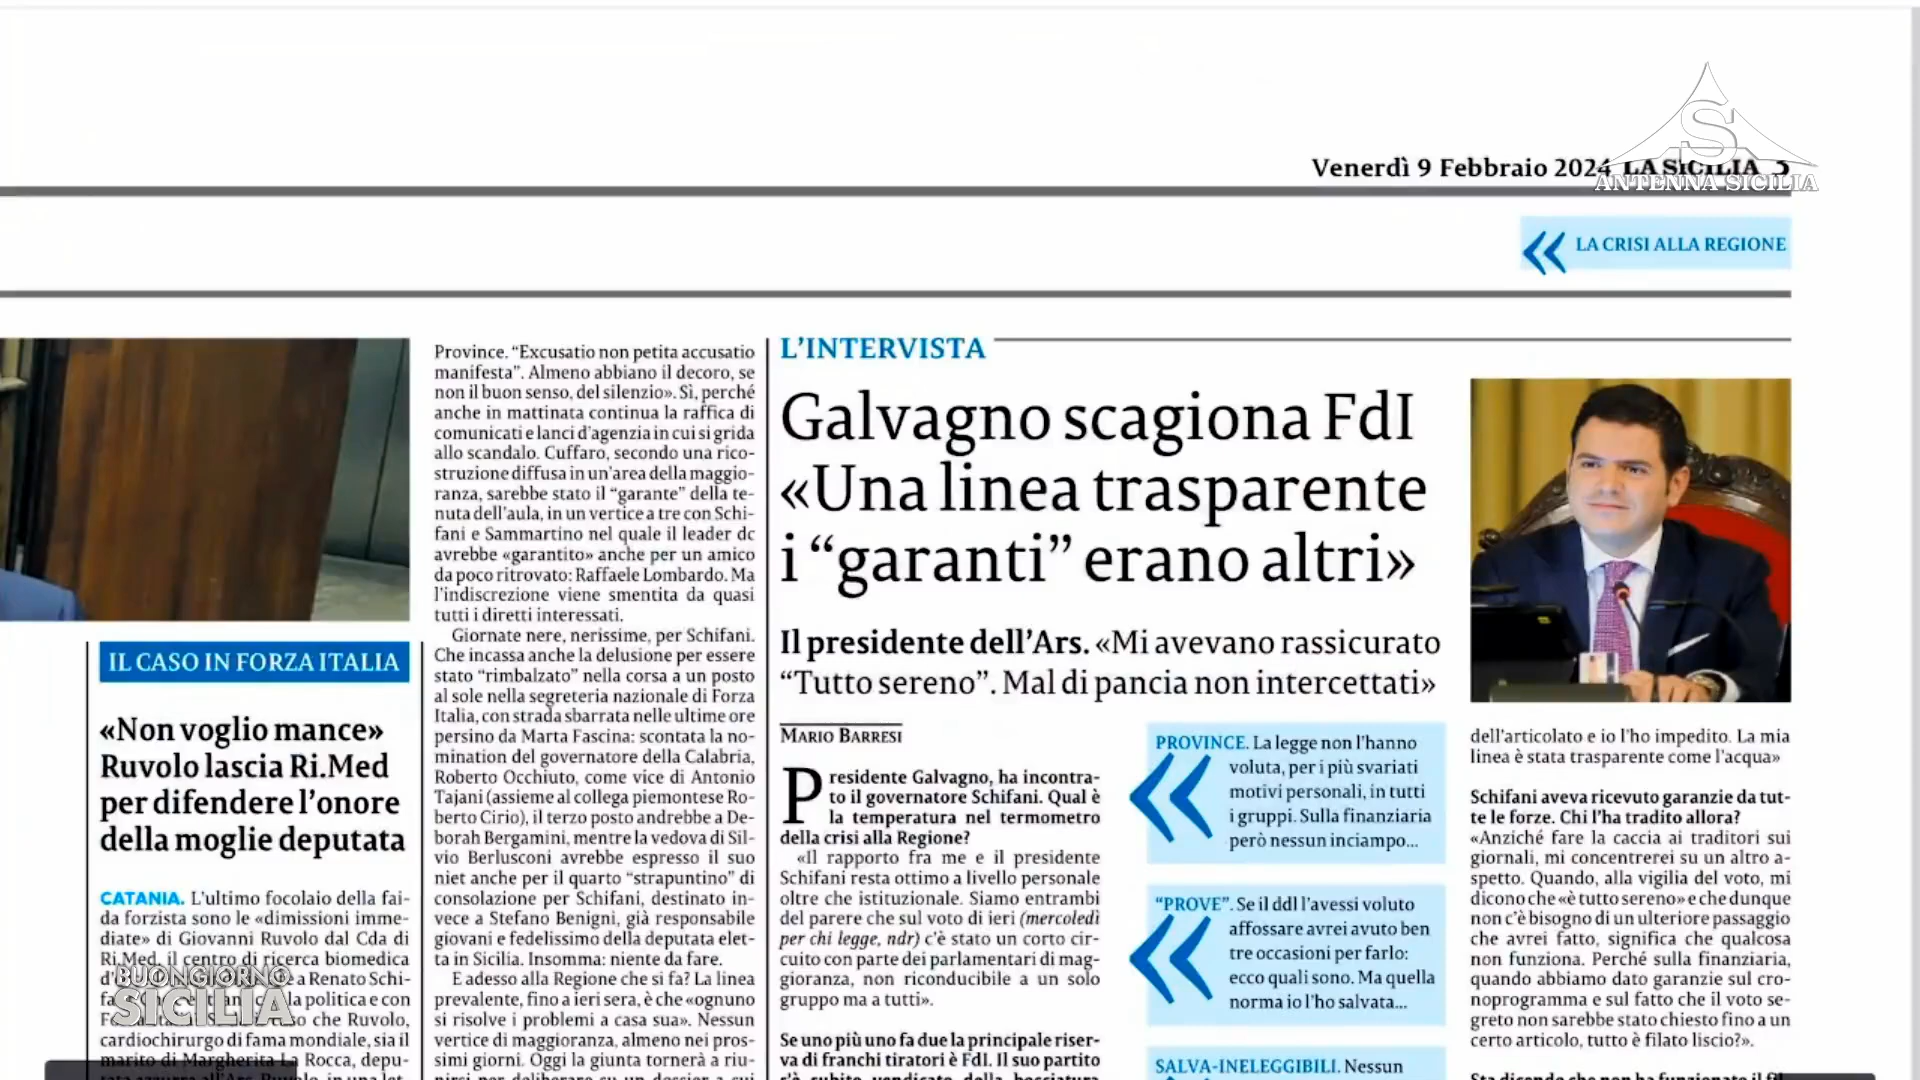 Venerdì 9 Febbraio 2024 LA SICILIA
ANTENNA SICILIA
LA CRISI ALLA REGIONE
Province. “Excusatio non petita accusatio
manifesta”. Almeno abbiano il decoro, se
non il buon senso, del silenzio». Sì, perché
anche in mattinata continua la raffica di
comunicati e lanci d’agenzia in cui si grida
allo scandalo. Cuffaro, secondo una rico-
struzione diffusa in un’area della maggio-
ranza, sarebbe stato il “garante” della te-
nuta dell’aula, in un vertice a tre con Schi-
fani e Sammartino nel quale il leader dc
avrebbe «garantito» anche per un amico
da poco ritrovato: Raffaele Lombardo. Ma
l’indiscrezione viene smentita da quasi
tutti i diretti interessati.
Giornate nere, nerissime, per Schifani.
Che incassa anche la delusione per essere
stato “rimbalzato” nella corsa a un posto
al sole nella segreteria nazionale di Forza
Italia, con strada sbarrata nelle ultime ore
persino da Marta Fascina: scontata la no-
mination del governatore della Calabria,
Roberto Occhiuto, come vice di Antonio
Tajani (assieme al collega piemontese Ro-
berto Cirio), il terzo posto andrebbe a De-
borah Bergamini, mentre la vedova di Sil-
vio Berlusconi avrebbe espresso il suo
niet anche per il quarto “strapuntino” di
consolazione per Schifani, destinato in-
vece a Stefano Benigni, già responsabile
giovani e fedelissimo della deputata elet-
ta in Sicilia. Insomma: niente da fare.
E adesso alla Regione che si fa? La linea
prevalente, fino a ieri sera, è che «ognuno
si risolve i problemi a casa sua». Nessun
vertice di maggioranza, almeno nei pros-
simi giorni. Oggi la giunta tornerà a riu-
nirsi per deliberare su un dossier a cui
IL CASO IN FORZA ITALIA
«Non voglio mance»
Ruvolo lascia Ri.Med
per difendere l’onore
della moglie deputata
CATANIA. L’ultimo focolaio della fai-
da forzista sono le «dimissioni imme-
diate» di Giovanni Ruvolo dal Cda di
Ri.Med, il centro di ricerca biomedica
e a Renato Schi-
la politica e con
che Ruvolo,
cardiochirurgo di fama mondiale, sia il
marito di Margherita La Rocca, depu-
BUONGIORNO
SICILIA
L’INTERVISTA
Galvagno scagiona FdI
«Una linea trasparente
i “garanti” erano altri»
Il presidente dell’Ars. «Mi avevano rassicurato
“Tutto sereno”. Mal di pancia non intercettati»
MARIO BARRESI
Presidente Galvagno, ha incontra-
to il governatore Schifani. Qual è
la temperatura nel termometro
della crisi alla Regione?
«Il rapporto fra me e il presidente
Schifani resta ottimo a livello personale
oltre che istituzionale. Siamo entrambi
del parere che sul voto di ieri (mercoledì
per chi legge, ndr) c’è stato un corto cir-
cuito con parte dei parlamentari di mag-
gioranza, non riconducibile a un solo
gruppo ma a tutti».
Se uno più uno fa due la principale riser-
va di franchi tiratori è FdI. Il suo partito
PROVINCE. La legge non l’hanno
voluta, per i più svariati
motivi personali, in tutti
i gruppi. Sulla finanziaria
però nessun inciampo...
“PROVE”. Se il ddl l’avessi voluto
affossare avrei avuto ben
tre occasioni per farlo:
ecco quali sono. Ma quella
norma io l’ho salvata...
SALVA-INELEGGIBILI. Nessun
dell’articolato e io l’ho impedito. La mia
linea è stata trasparente come l’acqua»
Schifani aveva ricevuto garanzie da tut-
te le forze. Chi l’ha tradito allora?
«Anziché fare la caccia ai traditori sui
giornali, mi concentrerei su un altro a-
spetto. Quando, alla vigilia del voto, mi
dicono che «è tutto sereno» e che dunque
non c’è bisogno di un ulteriore passaggio
che avrei fatto, significa che qualcosa
non funziona. Perché sulla finanziaria,
quando abbiamo dato garanzie sul cro-
noprogramma e sul fatto che il voto se-
greto non sarebbe stato chiesto fino a un
certo articolo, tutto è filato liscio?».